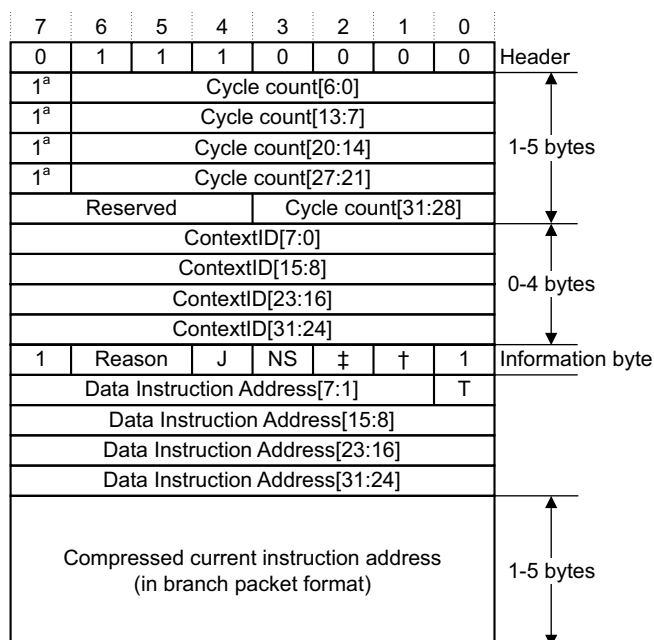 7 6 5 4 3 2 1 0
0 1 1 1 0 0 0 0 Header
1a Cycle count[6:0]
1a Cycle count[13:7]
1a Cycle count[20:14] 1-5 bytes
1a Cycle count[27:21]
Reserved Cycle count[31:28]
ContextID[7:0]
ContextID[15:8]
ContextID[23:16] 0-4 bytes
ContextID[31:24]
1 Reason J NS ‡ † 1 Information byte
Data Instruction Address[7:1] T
Data Instruction Address[15:8]
Data Instruction Address[23:16]
Data Instruction Address[31:24]
Compressed current instruction address
(in branch packet format) 1-5 bytes